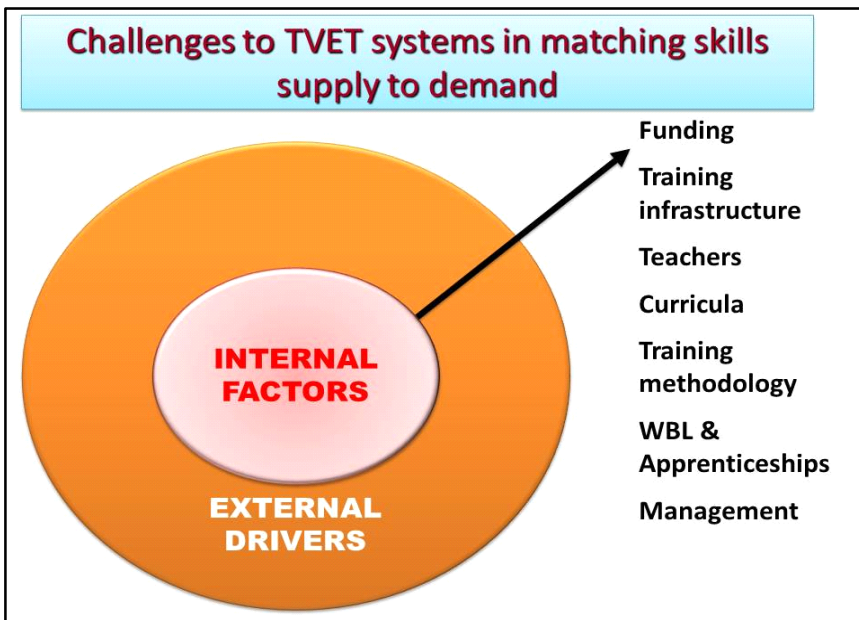 Challenges to TVET systems in matching skills
supply to demand
INTERNAL
FACTORS
EXTERNAL
DRIVERS
Funding
Training
infrastructure
Teachers
Curricula
Training
methodology
WBL &
Apprenticeships
Management